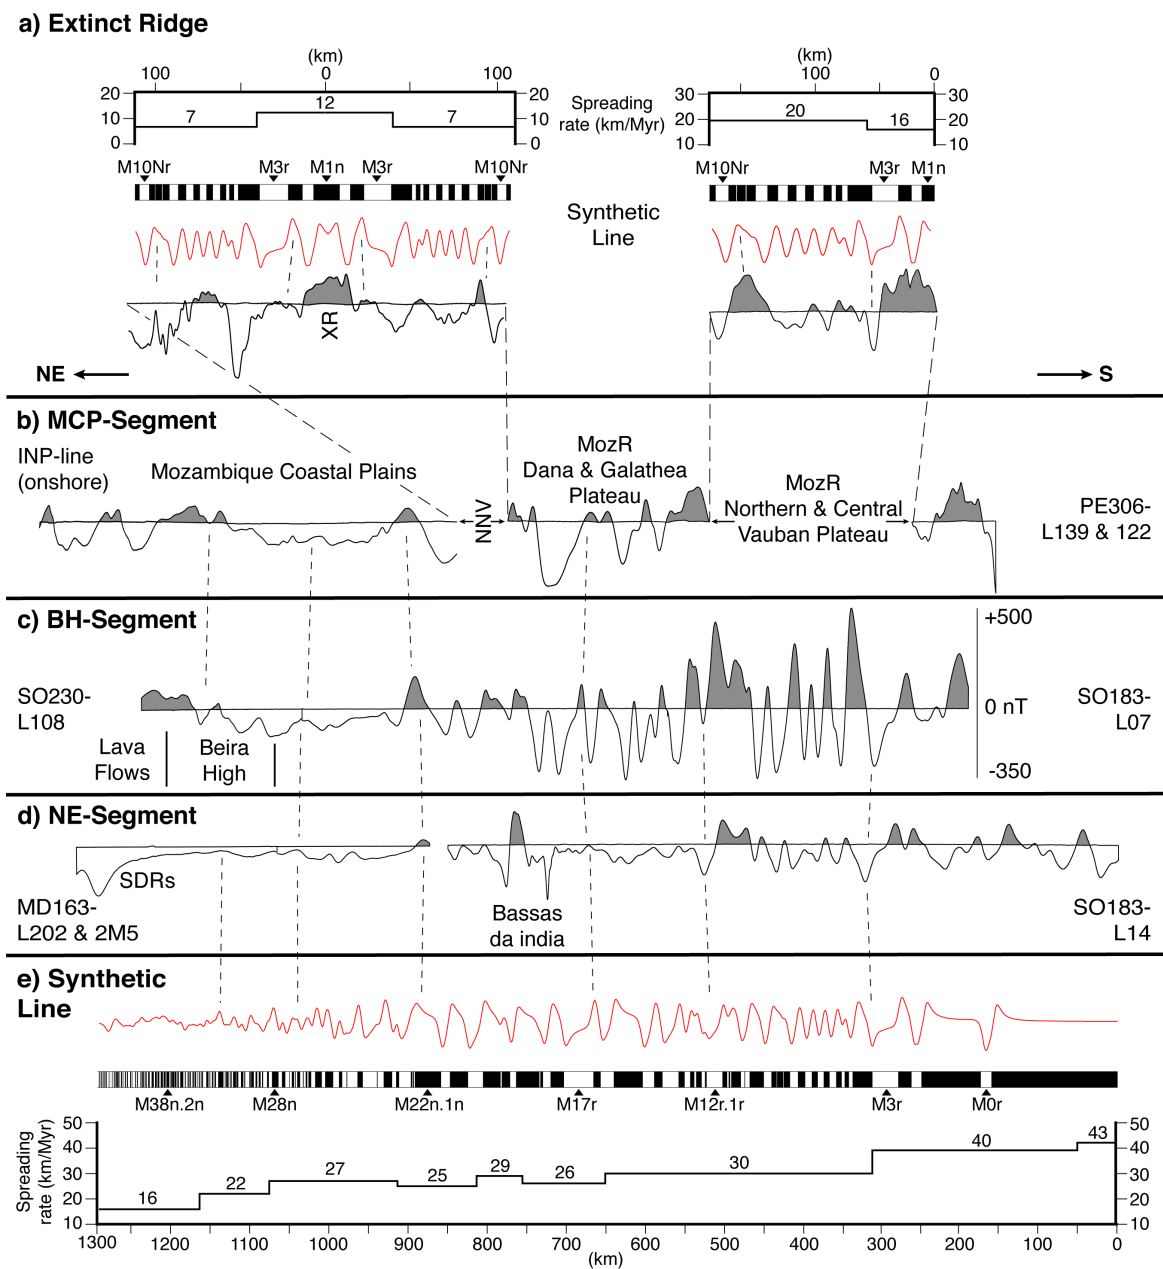 a) Extinct Ridge
(km)
100 0 100
(km)
100 0
20
10
0
7 12 7
20
10
0
Spreading
rate (km/Myr)
30
20
10
20 16
30
20
10
M10Nr M3r M1n M3r M10Nr
M10Nr M3r M1n
Synthetic
Line
XR
NE
S
b) MCP-Segment
INP-line
(onshore)
Mozambique Coastal Plains
NNV
MozR
Dana & Galathea
Plateau
MozR
Northern & Central
Vauban Plateau
PE306-
L139 & 122
c) BH-Segment
SO230-
L108
Lava
Flows
Beira
High
+500
0 nT
-350
SO183-
L07
d) NE-Segment
SDRs
MD163-
L202 & 2M5
Bassas
da india
SO183-
L14
e) Synthetic
Line
M38n.2n M28n M22n.1n M17r M12r.1r M3r M0r
Spreading
rate (km/Myr)
50
40
30
20
10
16 22 27 25 29 26 30 40 43
50
40
30
20
10
1300 1200 1100 1000 900 800 700 600 500 400 300 200 100 0
(km)